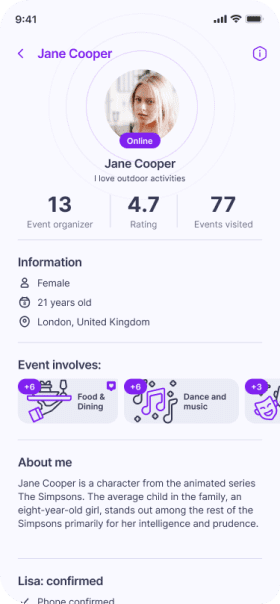 9:41
Jane Cooper
Online
Jane Cooper
I love outdoor activities
13
Event organizer
4.7
Rating
77
Events visited
Information
Female
21 years old
London, United Kingdom
Event involves:
+6
Food &
Dining
+6
Dance and
music
+3
About me
Jane Cooper is a character from the animated series
The Simpsons. The average child in the family, an
eight-year-old girl, stands out among the rest of the
Simpsons primarily for her intelligence and prudence.
Lisa: confirmed
Phone confirmed